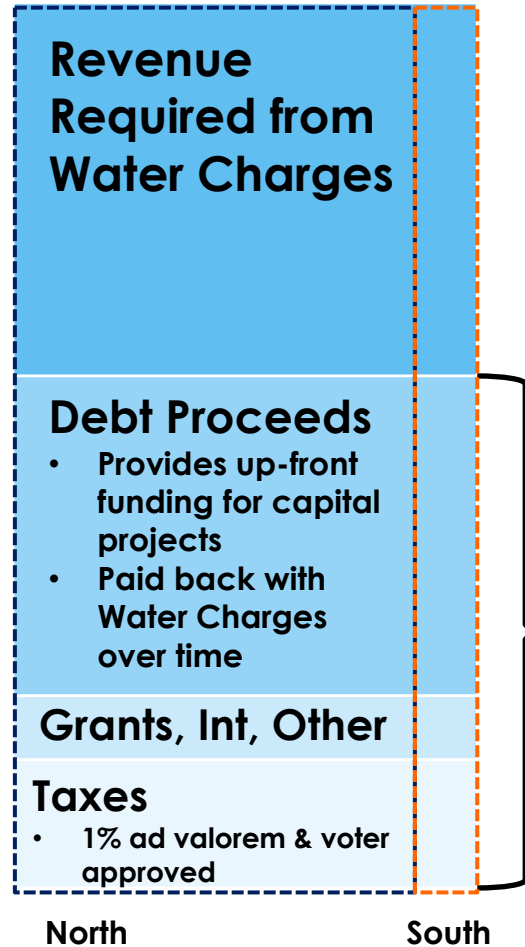 Revenue
Required from
Water Charges
Debt Proceeds
• Provides up-front
funding for capital
projects
• Paid back with
Water Charges
over time
Grants, Int, Other
Taxes
• 1% ad valorem & voter
approved
North South